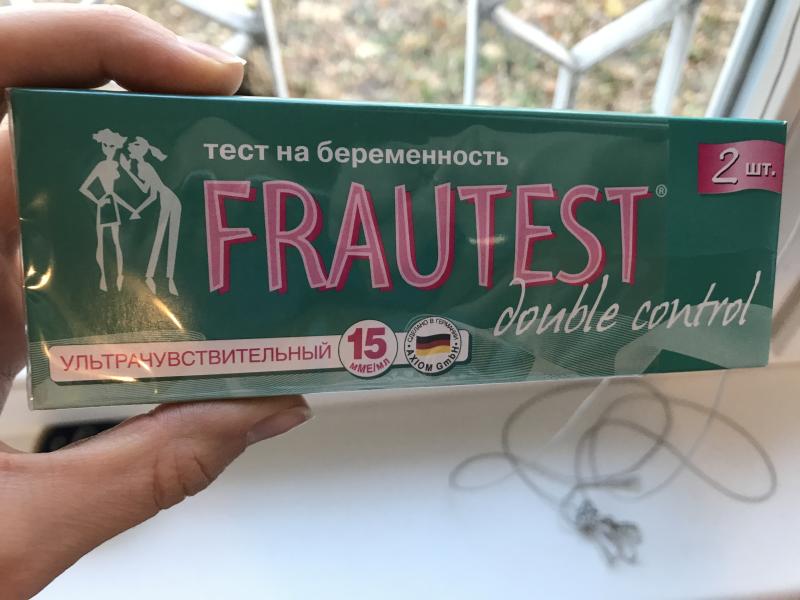 тест на беременность
2 шт.
FRAUTEST®
double control
УЛЬТРАЧУВСТВИТЕЛЬНЫЙ
15
мМЕ/мл
СДЕЛАНО В ГЕРМАНИИ
AXIOM GmbH